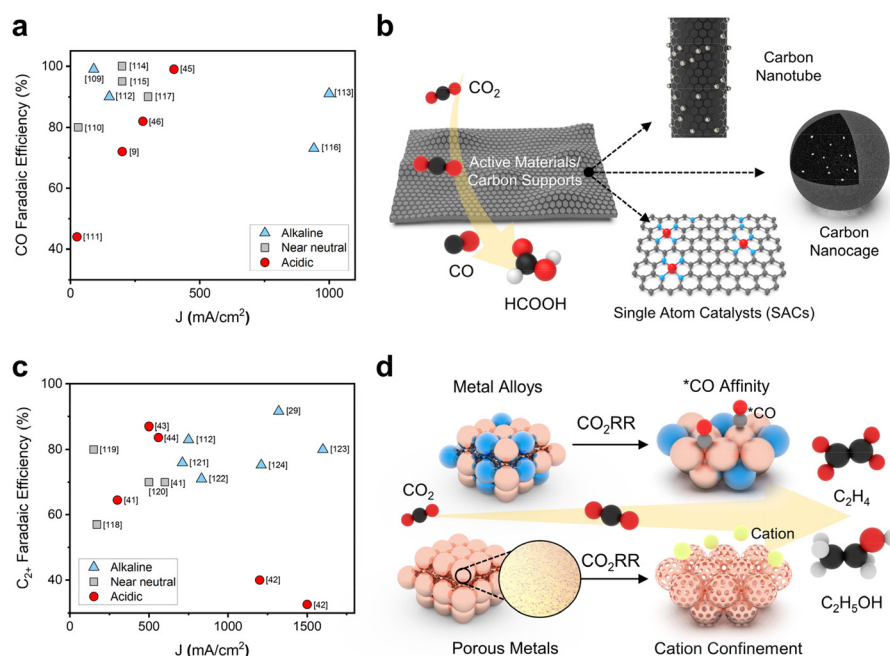 a
CO Faradaic Efficiency (%)
100
80
60
40
0
500
1000
J (mA/cm²)
[109]
[114]
[115]
[112]
[117]
[110]
[45]
[46]
[9]
[111]
[113]
[116]
Alkaline
Near neutral
Acidic
b
CO₂
Active Materials/
Carbon Supports
CO
HCOOH
Carbon
Nanotube
Carbon
Nanocage
Single Atom Catalysts (SACs)
c
C₂₊ Faradaic Efficiency (%)
100
80
60
40
0
500
1000
1500
J (mA/cm²)
[119]
[43]
[44]
[112]
[29]
[123]
[121]
[124]
[122]
[120]
[41]
[41]
[118]
[42]
[42]
Alkaline
Near neutral
Acidic
d
Metal Alloys
*CO Affinity
CO₂RR
*CO
CO₂
C₂H₄
Cation
CO₂RR
C₂H₅OH
Porous Metals
Cation Confinement